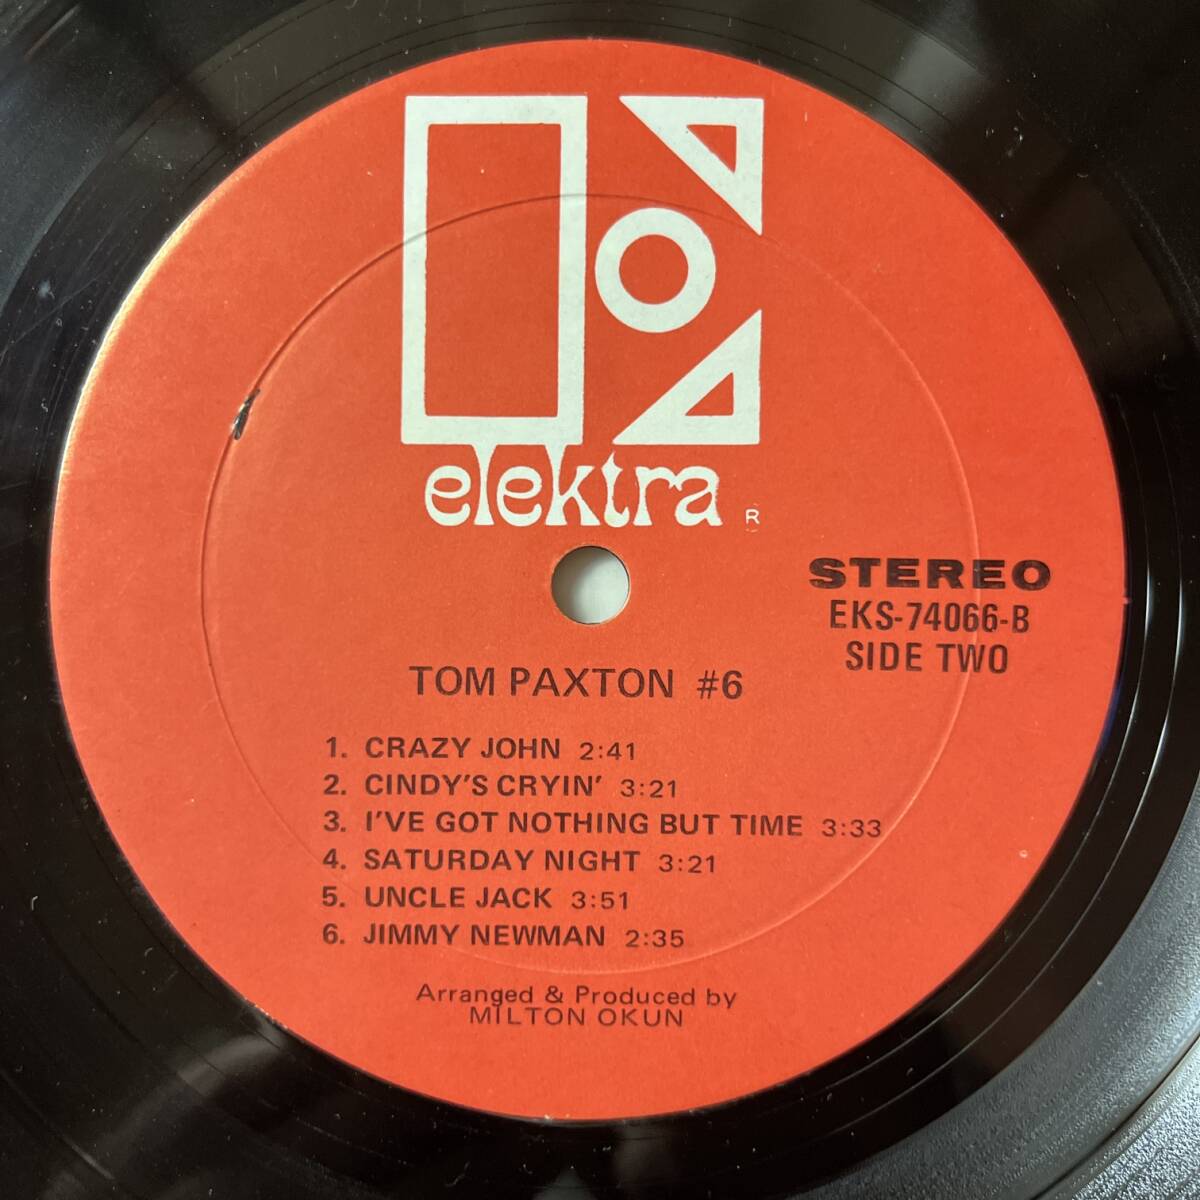 elektra
R
STEREO
EKS-74066-B
SIDE TWO
TOM PAXTON #6
1. CRAZY JOHN 2:41
2. CINDY'S CRYIN' 3:21
3. I'VE GOT NOTHING BUT TIME 3:33
4. SATURDAY NIGHT 3:21
5. UNCLE JACK 3:51
6. JIMMY NEWMAN 2:35
Arranged & Produced by
MILTON OKUN